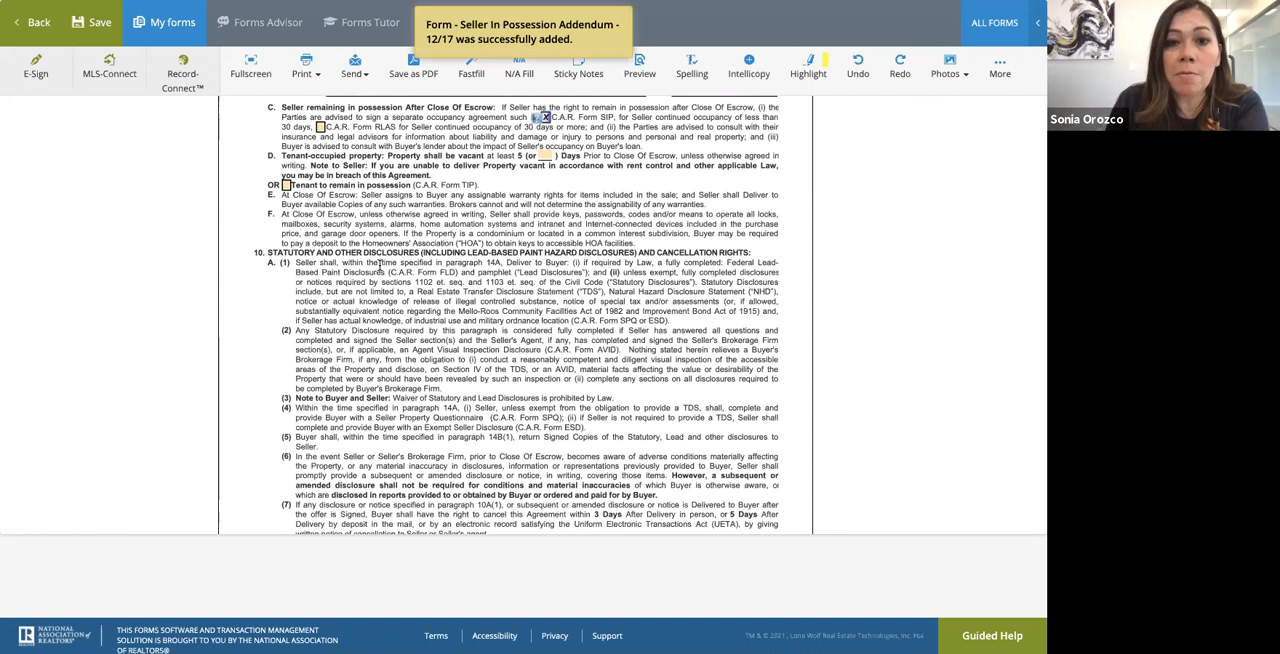 Back
Save
My forms
Forms Advisor
Forms Tutor
Form - Seller In Possession Addendum -
12/17 was successfully added.
ALL FORMS
E-Sign
MLS-Connect
Record-
Connect™
Fullscreen
Print
Send
Save as PDF
Fastfill
N/A
N/A Fill
Sticky Notes
Preview
Spelling
Intellicopy
Highlight
Undo
Redo
Photos
More
Sonia Orozco
C. Seller remaining in possession After Close Of Escrow: If Seller has the right to remain in possession after Close Of Escrow, (i) the
Parties are advised to sign a separate occupancy agreement such X C.A.R. Form SIP, for Seller continued occupancy of less than
30 days, C.A.R. Form RLAS for Seller continued occupancy of 30 days or more; and (ii) the Parties are advised to consult with their
insurance and legal advisors for information about liability and damage or injury to persons and personal and real property; and (iii)
Buyer is advised to consult with Buyer's lender about the impact of Seller's occupancy on Buyer's loan.
D. Tenant-occupied property: Property shall be vacant at least 5 (or ) Days Prior to Close Of Escrow, unless otherwise agreed in
writing. Note to Seller: If you are unable to deliver Property vacant in accordance with rent control and other applicable Law,
you may be in breach of this Agreement.
OR Tenant to remain in possession (C.A.R. Form TIP).
E. At Close Of Escrow: Seller assigns to Buyer any assignable warranty rights for items included in the sale; and Seller shall Deliver to
Buyer available Copies of any such warranties. Brokers cannot and will not determine the assignability of any warranties.
F. At Close Of Escrow, unless otherwise agreed in writing, Seller shall provide keys, passwords, codes and/or means to operate all locks,
mailboxes, security systems, alarms, home automation systems and intranet and Internet-connected devices included in the purchase
price, and garage door openers. If the Property is a condominium or located in a common interest subdivision, Buyer may be required
to pay a deposit to the Homeowners' Association ("HOA") to obtain keys to accessible HOA facilities.
10. STATUTORY AND OTHER DISCLOSURES (INCLUDING LEAD-BASED PAINT HAZARD DISCLOSURES) AND CANCELLATION RIGHTS:
A. (1) Seller shall, within the time specified in paragraph 14A, Deliver to Buyer: (i) if required by Law, a fully completed: Federal Lead-
Based Paint Disclosures (C.A.R. Form FLD) and pamphlet ("Lead Disclosures"); and (ii) unless exempt, fully completed disclosures
or notices required by sections 1102 et. seq. and 1103 et. seq. of the Civil Code ("Statutory Disclosures"). Statutory Disclosures
include, but are not limited to, a Real Estate Transfer Disclosure Statement ("TDS"), Natural Hazard Disclosure Statement ("NHD"),
notice or actual knowledge of release of illegal controlled substance, notice of special tax and/or assessments (or, if allowed,
substantially equivalent notice regarding the Mello-Roos Community Facilities Act of 1982 and Improvement Bond Act of 1915) and,
if Seller has actual knowledge, of industrial use and military ordnance location (C.A.R. Form SPQ or ESD).
(2) Any Statutory Disclosure required by this paragraph is considered fully completed if Seller has answered all questions and
completed and signed the Seller section(s) and the Seller's Agent, if any, has completed and signed the Seller's Brokerage Firm
section(s), or, if applicable, an Agent Visual Inspection Disclosure (C.A.R. Form AVID). Nothing stated herein relieves a Buyer's
Brokerage Firm, if any, from the obligation to (i) conduct a reasonably competent and diligent visual inspection of the accessible
areas of the Property and disclose, on Section IV of the TDS, or an AVID, material facts affecting the value or desirability of the
Property that were or should have been revealed by such an inspection or (ii) complete any sections on all disclosures required to
be completed by Buyer's Brokerage Firm.
(3) Note to Buyer and Seller: Waiver of Statutory and Lead Disclosures is prohibited by Law.
(4) Within the time specified in paragraph 14A, (i) Seller, unless exempt from the obligation to provide a TDS, shall, complete and
provide Buyer with a Seller Property Questionnaire (C.A.R. Form SPQ); (ii) if Seller is not required to provide a TDS, Seller shall
complete and provide Buyer with an Exempt Seller Disclosure (C.A.R. Form ESD).
(5) Buyer shall, within the time specified in paragraph 14B(1), return Signed Copies of the Statutory, Lead and other disclosures to
Seller.
(6) In the event Seller or Seller's Brokerage Firm, prior to Close Of Escrow, becomes aware of adverse conditions materially affecting
the Property, or any material inaccuracy in disclosures, information or representations previously provided to Buyer, Seller shall
promptly provide a subsequent or amended disclosure or notice, in writing, covering those items. However, a subsequent or
amended disclosure shall not be required for conditions and material inaccuracies of which Buyer is otherwise aware, or
which are disclosed in reports provided to or obtained by Buyer or ordered and paid for by Buyer.
(7) If any disclosure or notice specified in paragraph 10A(1), or subsequent or amended disclosure or notice is Delivered to Buyer after
the offer is Signed, Buyer shall have the right to cancel this Agreement within 3 Days After Delivery in person, or 5 Days After
Delivery by deposit in the mail, or by an electronic record satisfying the Uniform Electronic Transactions Act (UETA), by giving
written notice of cancellation to Seller or Seller's agent.
NATIONAL
ASSOCIATION of
REALTORS®
THIS FORMS SOFTWARE AND TRANSACTION MANAGEMENT
SOLUTION IS BROUGHT TO YOU BY THE NATIONAL ASSOCIATION
OF REALTORS®
Terms
Accessibility
Privacy
Support
TM & © 2021, Lone Wolf Real Estate Technologies, Inc. P64
Guided Help